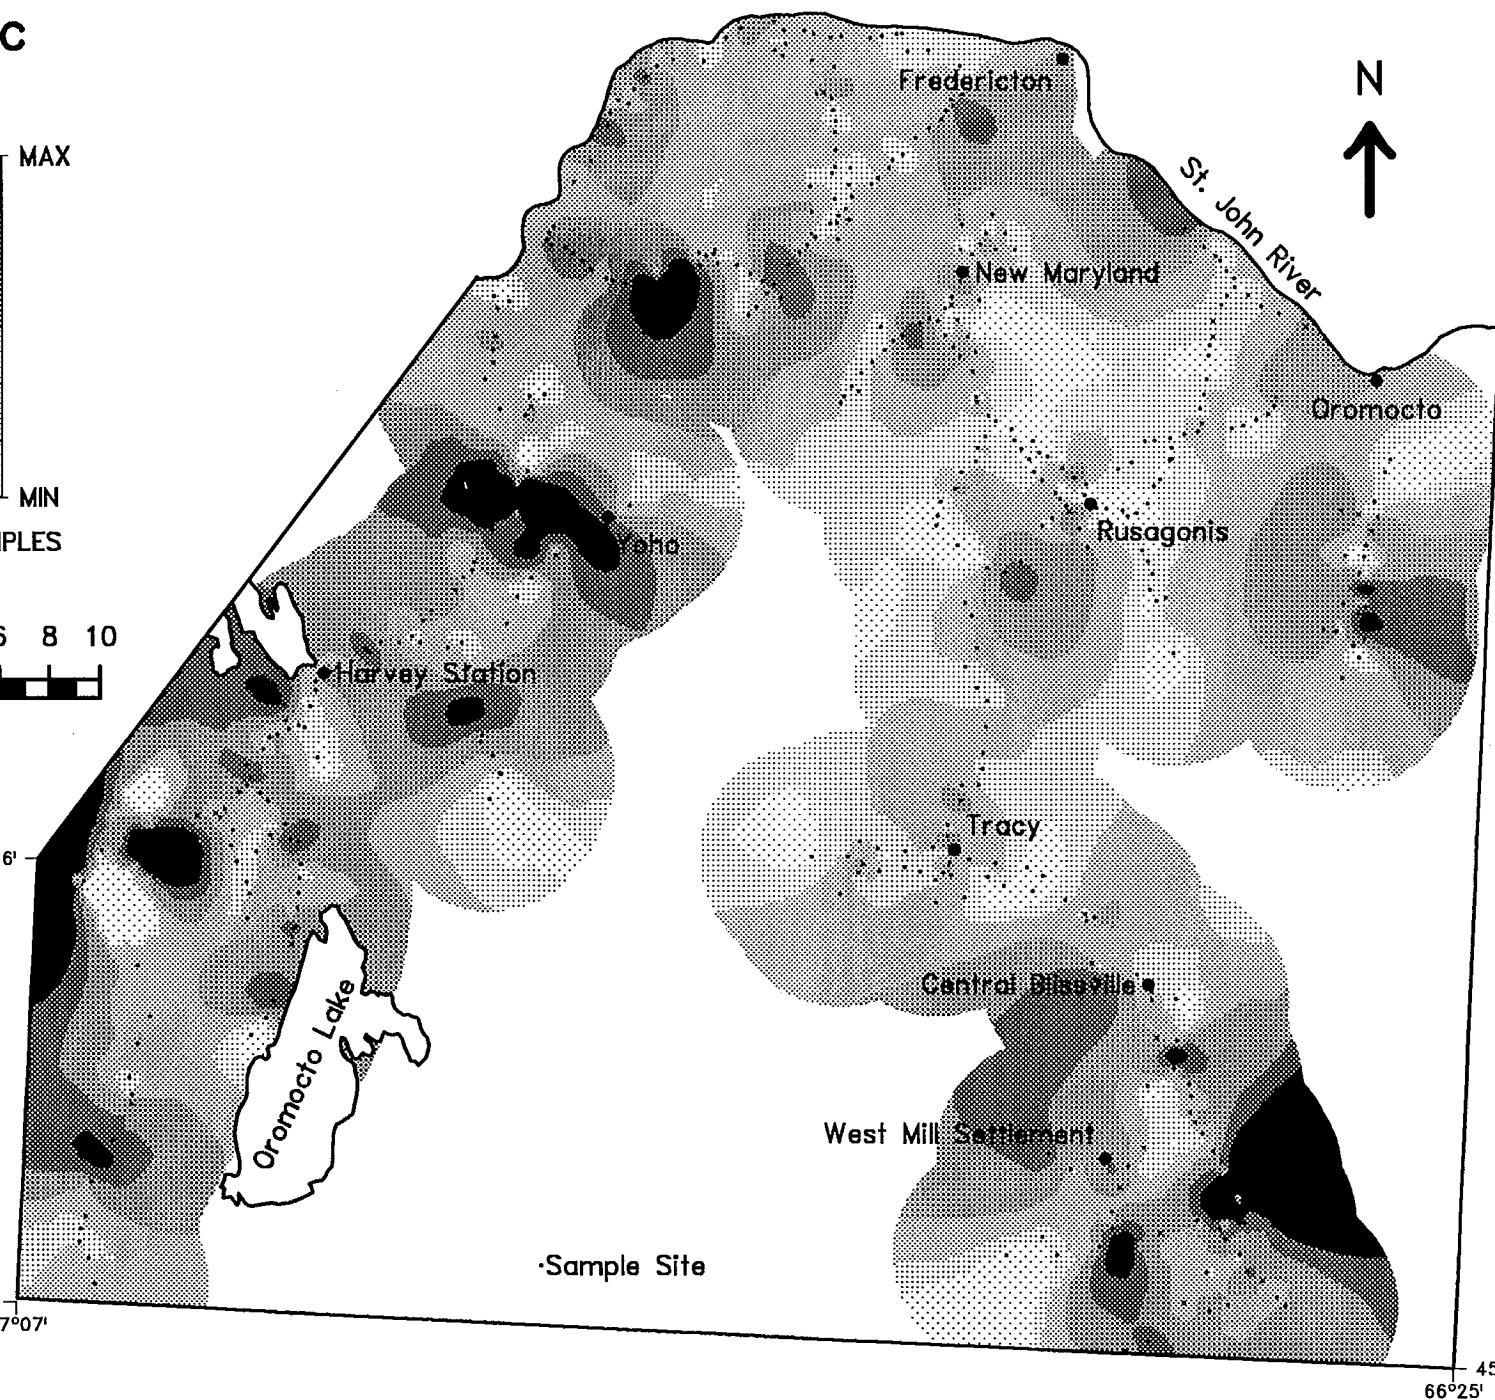 C
N
MAX
MIN
PLES
6 8 10
Fredericton
St. John River
New Maryland
Oromocto
Rusagonis
Yoho
Harvey Station
Tracy
6'
Central Blissville
Oromocto Lake
West Mill Settlement
·Sample Site
7°07'
45
66°25'